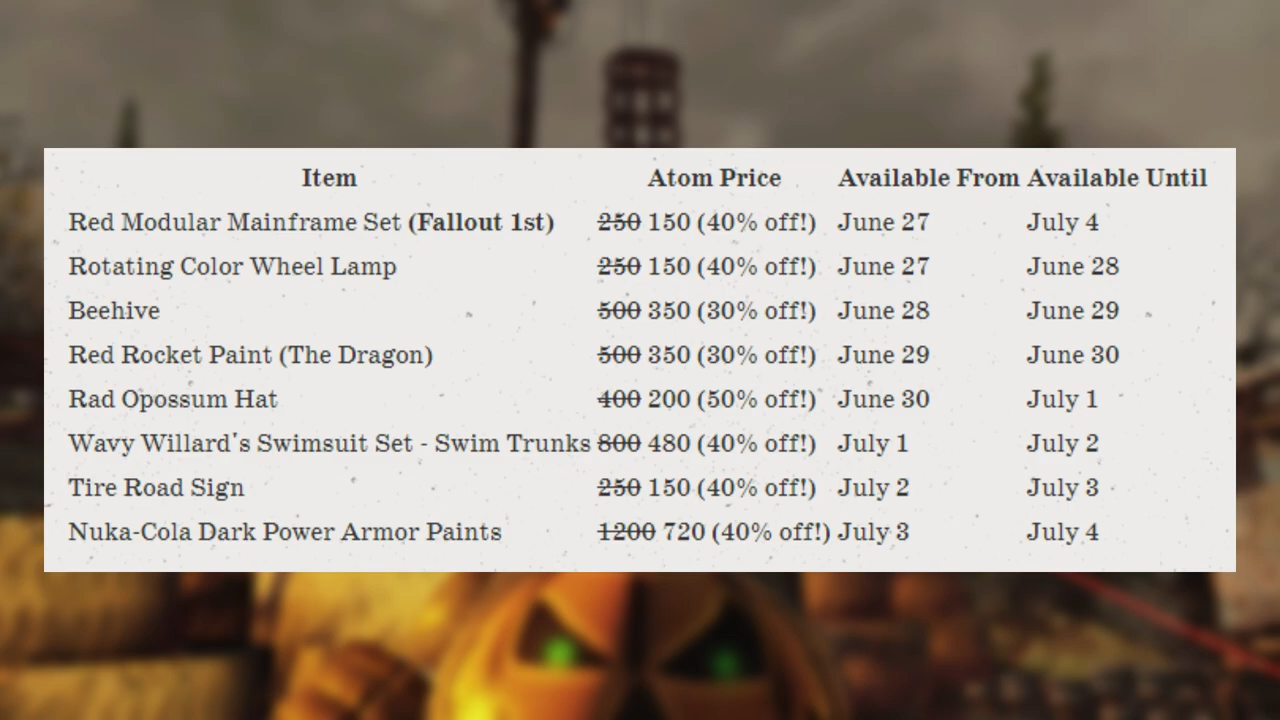 Item Atom Price Available From Available Until
Red Modular Mainframe Set (Fallout 1st) 250 150 (40% off!) June 27 July 4
Rotating Color Wheel Lamp 250 150 (40% off!) June 27 June 28
Beehive 500 350 (30% off!) June 28 June 29
Red Rocket Paint (The Dragon) 500 350 (30% off!) June 29 June 30
Rad Opossum Hat 400 200 (50% off!) June 30 July 1
Wavy Willard's Swimsuit Set - Swim Trunks 800 480 (40% off!) July 1 July 2
Tire Road Sign 250 150 (40% off!) July 2 July 3
Nuka-Cola Dark Power Armor Paints 1200 720 (40% off!) July 3 July 4